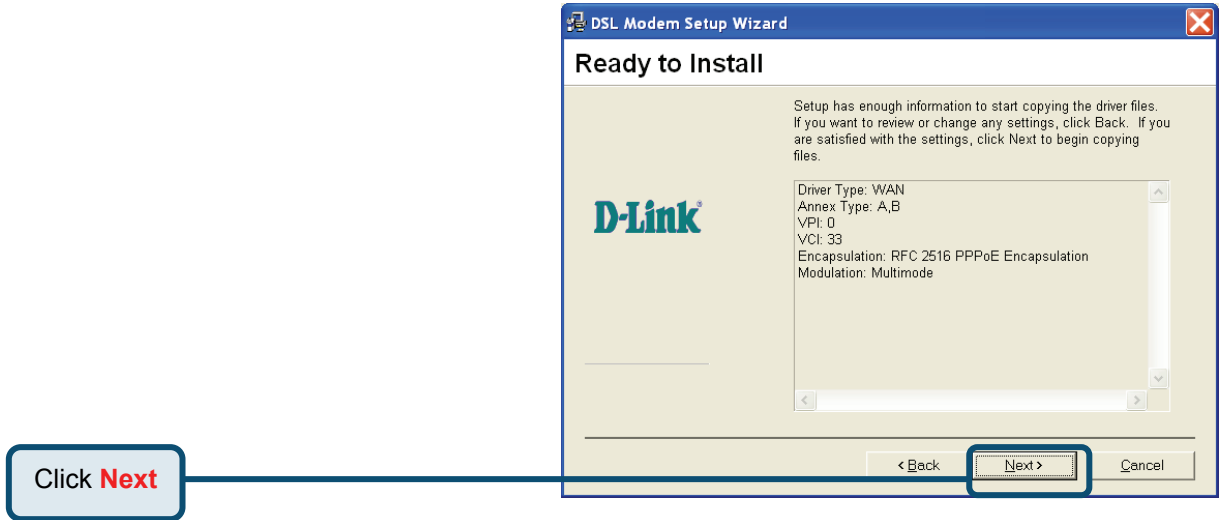 DSL Modem Setup Wizard
Ready to Install
Setup has enough information to start copying the driver files.
If you want to review or change any settings, click Back. If you
are satisfied with the settings, click Next to begin copying
files.
D-Link®
Driver Type: WAN
Annex Type: A,B
VPI: 0
VCI: 33
Encapsulation: RFC 2516 PPPoE Encapsulation
Modulation: Multimode
< Back
Next >
Cancel
Click Next